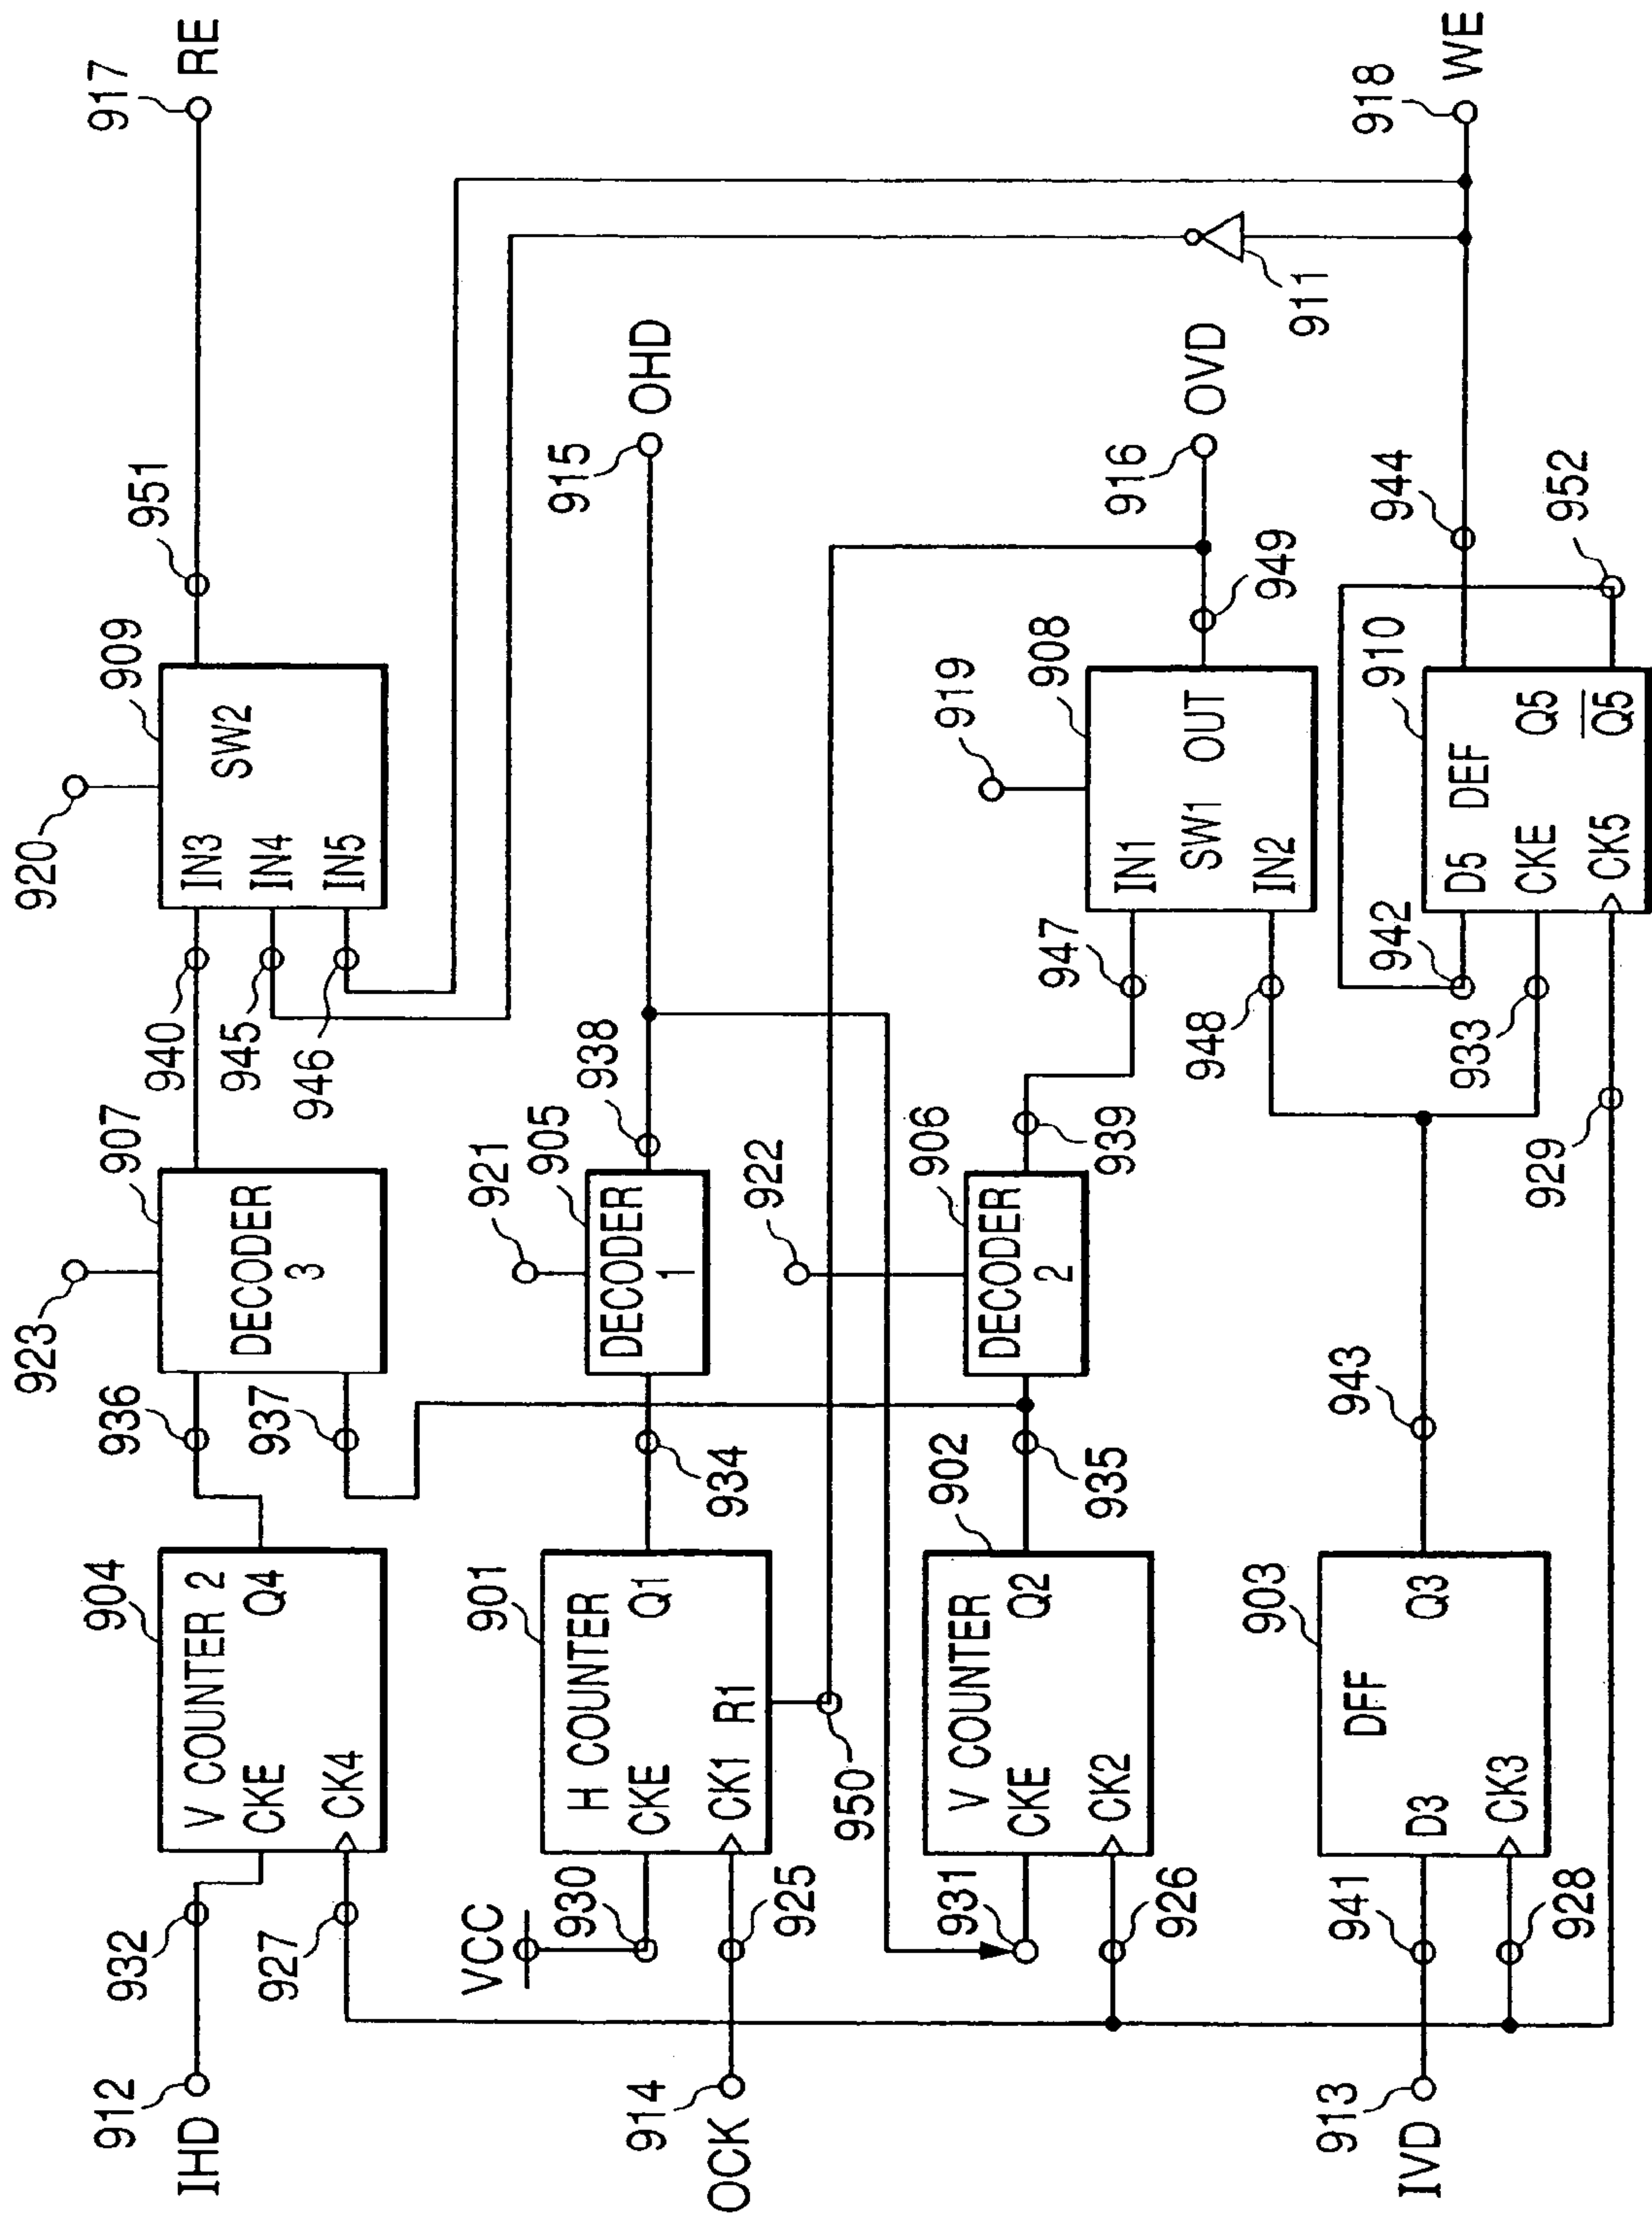 920
923
917
RE
951
909
SW2
IN3
IN4
IN5
940
945
946
907
DECODER
3
936
937
904
V COUNTER 2
CKE
Q4
CK4
932
927
912
IHD
915
OHD
938
921
905
DECODER
1
934
901
H COUNTER
CKE
Q1
CK1
R1
VCC
930
925
950
914
OCK
911
916
OVD
949
919
908
IN1
SW1
OUT
IN2
947
948
922
906
DECODER
2
939
935
902
V COUNTER
CKE
Q2
CK2
931
926
918
WE
944
952
910
D5
DEF
Q5
CKE
CK5
Q5
942
933
929
943
903
DFF
Q3
D3
CK3
941
928
913
IVD